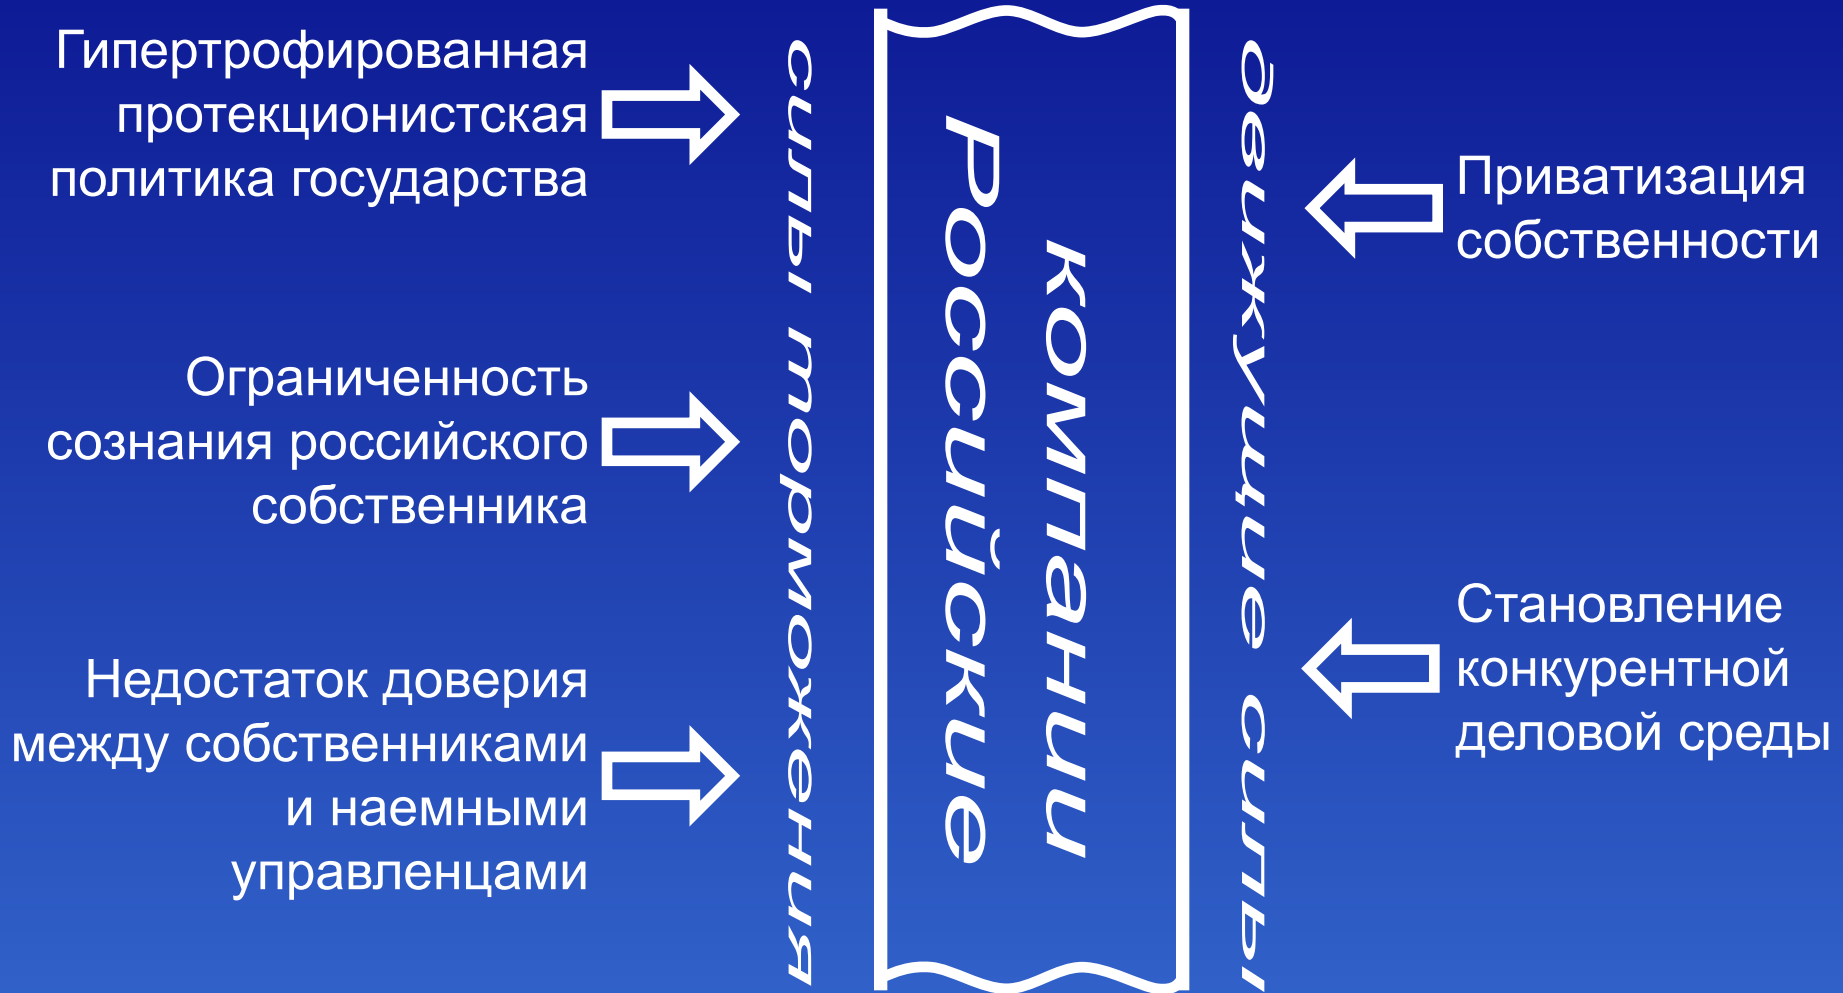 Гипертрофированная
протекционистская
политика государства
Ограниченность
сознания российского
собственника
Недостаток доверия
между собственниками
и наемными
управленцами
силы торможения
Российские
компании
движущие силы
Приватизация
собственности
Становление
конкурентной
деловой среды